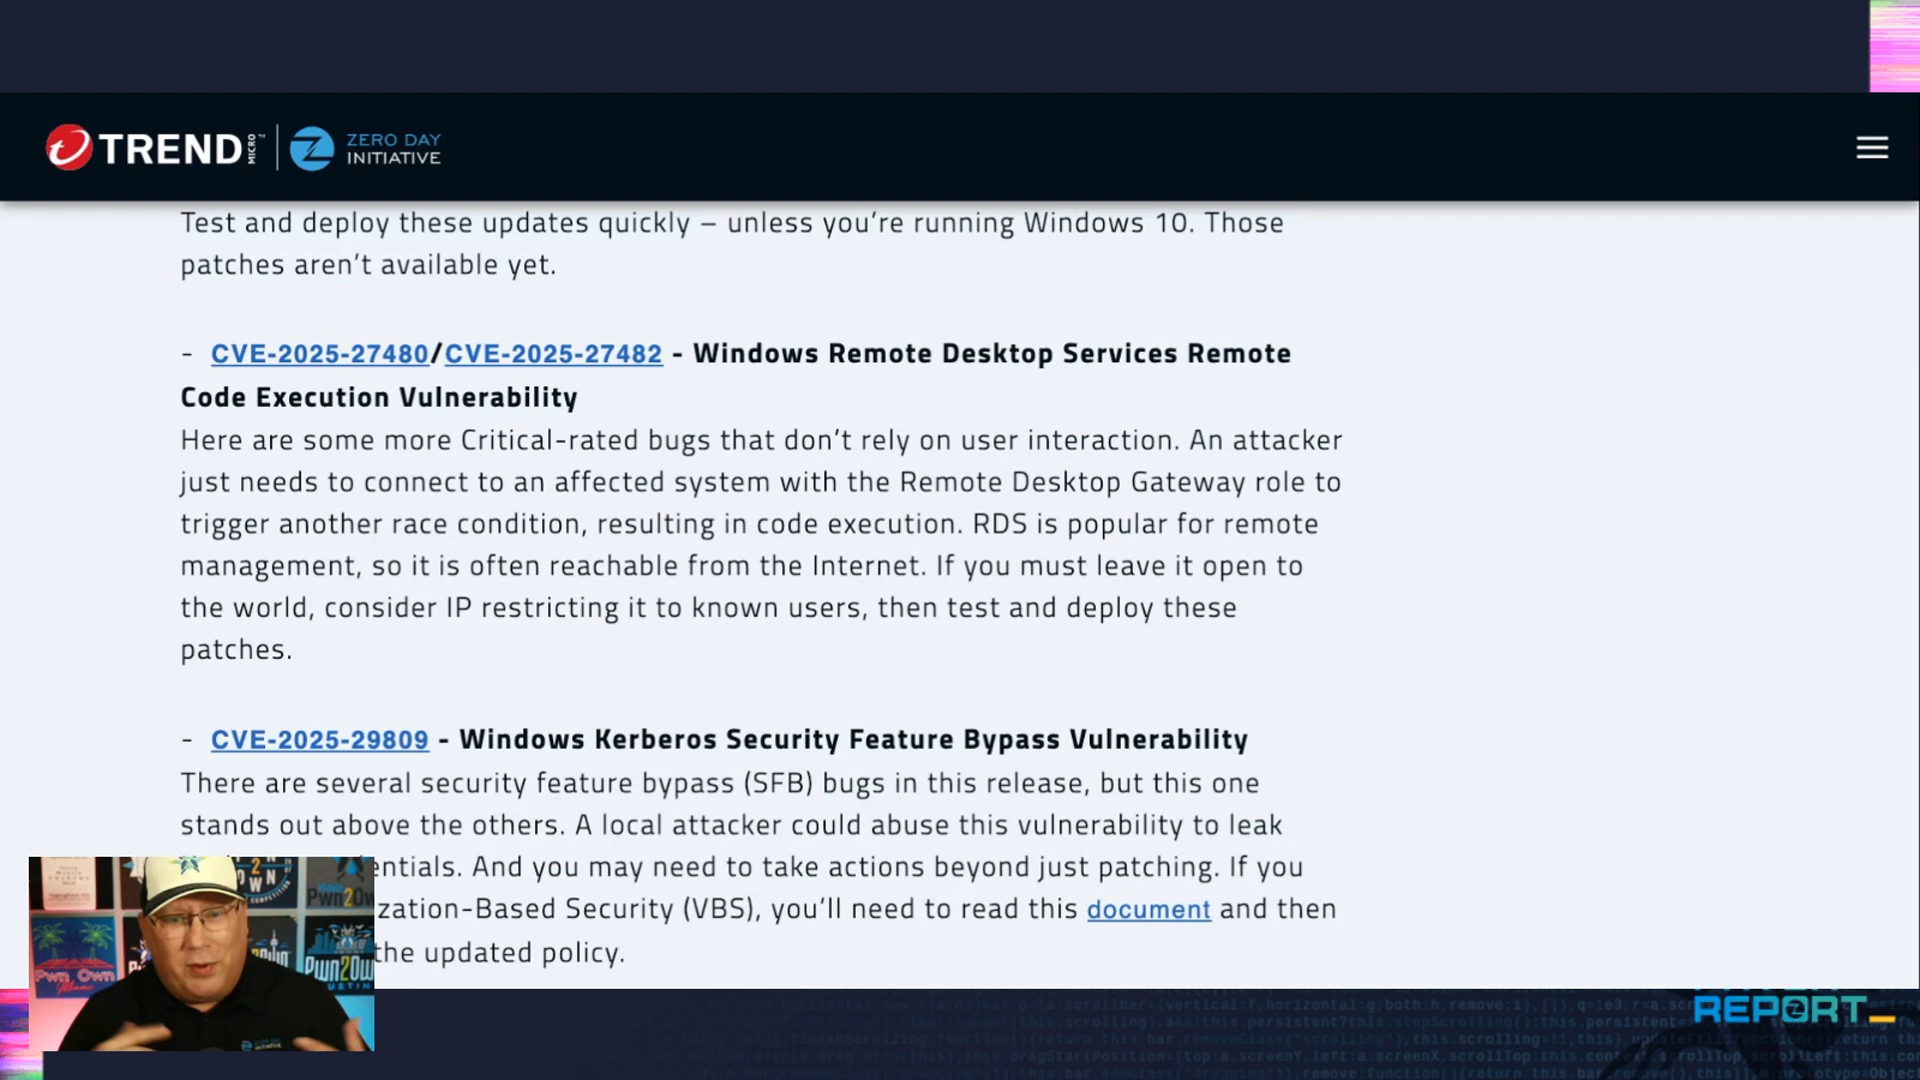 TREND MICRO™ ZERO DAY
INITIATIVE
Test and deploy these updates quickly – unless you’re running Windows 10. Those
patches aren’t available yet.
- CVE-2025-27480/CVE-2025-27482 - Windows Remote Desktop Services Remote
Code Execution Vulnerability
Here are some more Critical-rated bugs that don’t rely on user interaction. An attacker
just needs to connect to an affected system with the Remote Desktop Gateway role to
trigger another race condition, resulting in code execution. RDS is popular for remote
management, so it is often reachable from the Internet. If you must leave it open to
the world, consider IP restricting it to known users, then test and deploy these
patches.
- CVE-2025-29809 - Windows Kerberos Security Feature Bypass Vulnerability
There are several security feature bypass (SFB) bugs in this release, but this one
stands out above the others. A local attacker could abuse this vulnerability to leak
entials. And you may need to take actions beyond just patching. If you
zation-Based Security (VBS), you’ll need to read this document and then
the updated policy.
Pwn2Own
Pwn Own
Miami
Pwn2Own
REPORT_